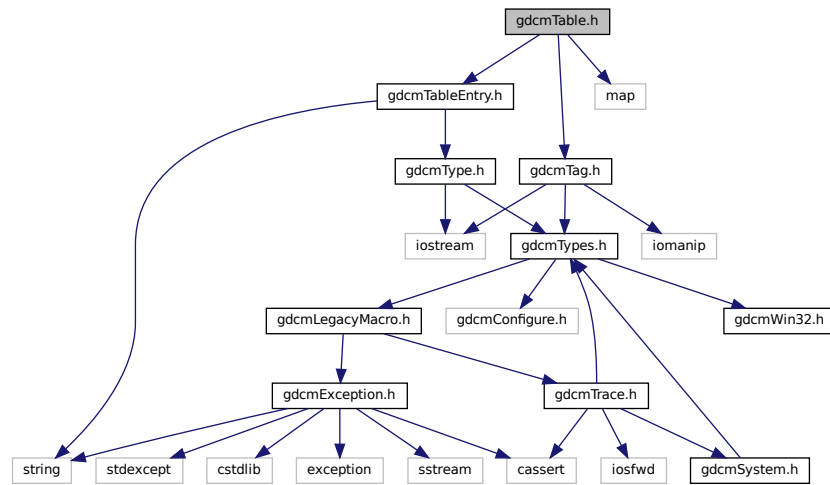 gdcmTable.h
gdcmTableEntry.h
map
gdcmType.h
gdcmTag.h
iostream
gdcmTypes.h
iomanip
gdcmLegacyMacro.h
gdcmConfigure.h
gdcmWin32.h
gdcmException.h
gdcmTrace.h
string
stdexcept
cstdlib
exception
sstream
cassert
iosfwd
gdcmSystem.h